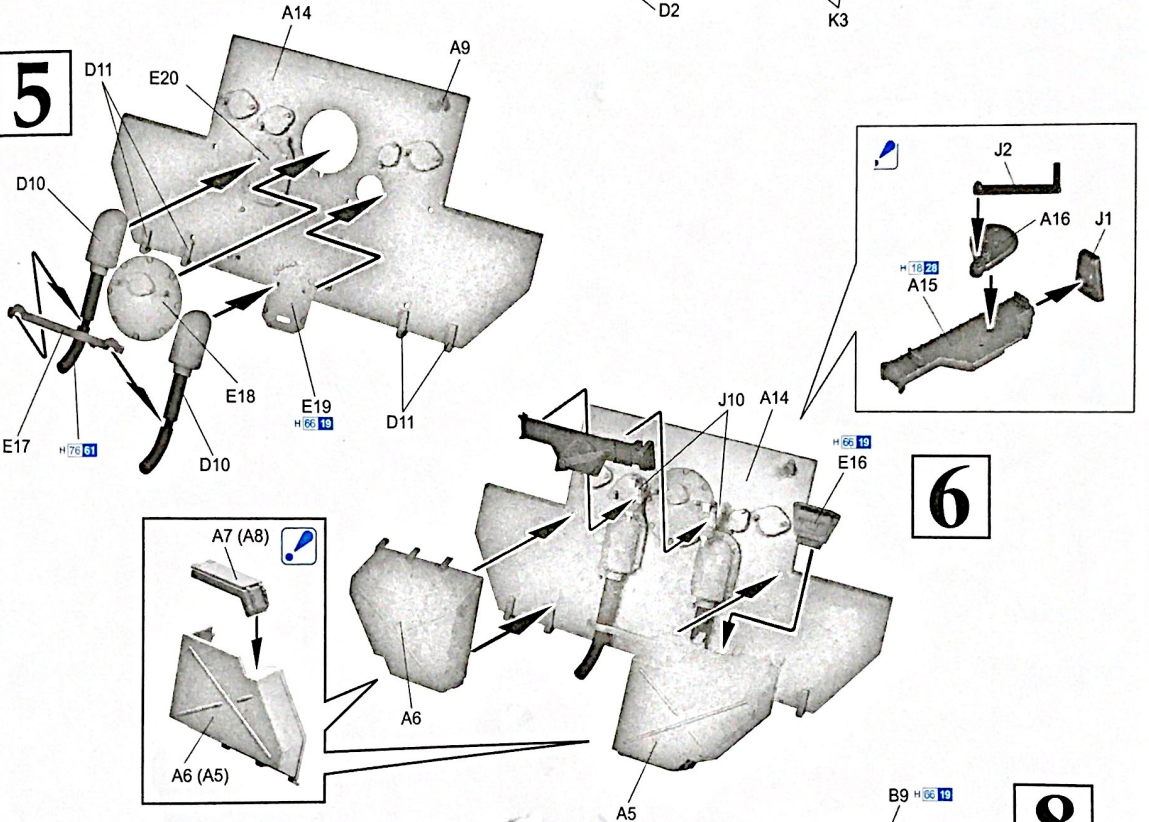 D2
K3
5
A14
A9
D11
E20
D10
E17
H 76 61
D10
E18
E19
H 66 19
D11
J2
A16
J1
H 18 28
A15
6
J10
A14
H 66 19
E16
A7 (A8)
A6 (A5)
A6
A5
B9 H 66 19
8